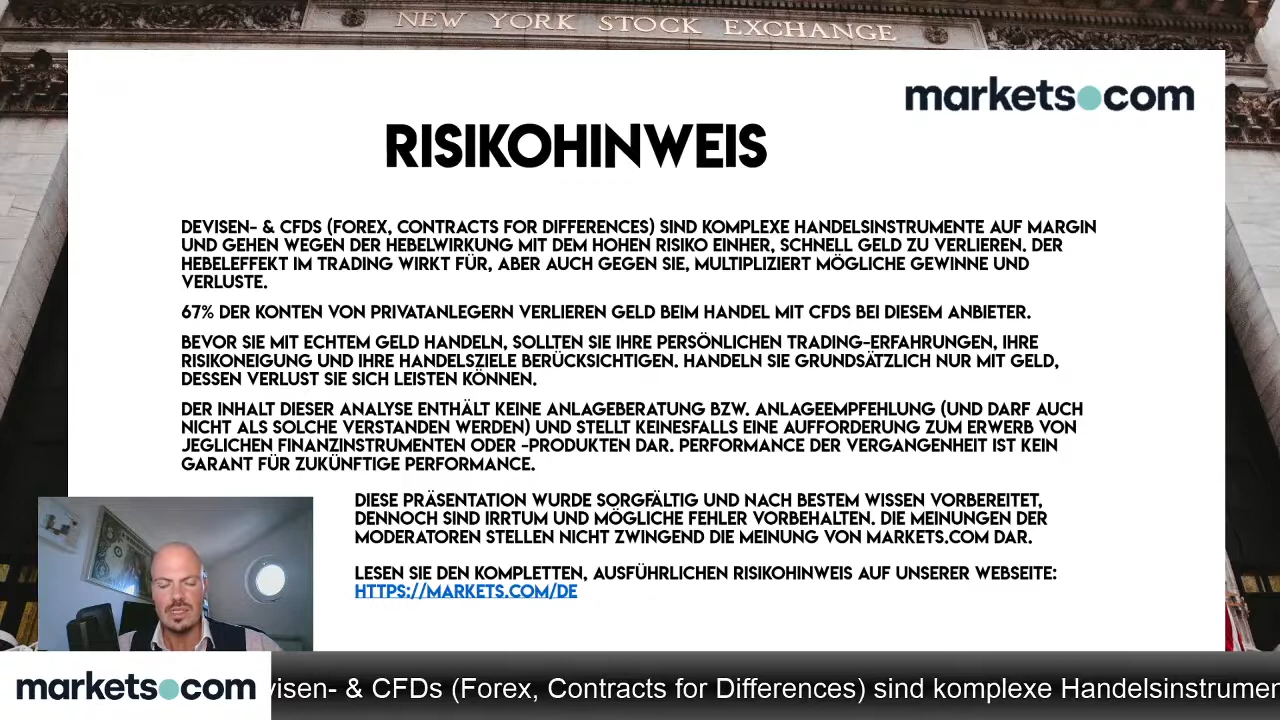 NEW YORK STOCK EXCHANGE
markets.com
RISIKOHINWEIS
DEVISEN- & CFDS (FOREX, CONTRACTS FOR DIFFERENCES) SIND KOMPLEXE HANDELSINSTRUMENTE AUF MARGIN
UND GEHEN WEGEN DER HEBELWIRKUNG MIT DEM HOHEN RISIKO EINHER, SCHNELL GELD ZU VERLIEREN. DER
HEBELEFFEKT IM TRADING WIRKT FÜR, ABER AUCH GEGEN SIE, MULTIPLIZIERT MÖGLICHE GEWINNE UND
VERLUSTE.
67% DER KONTEN VON PRIVATANLEGERN VERLIEREN GELD BEIM HANDEL MIT CFDS BEI DIESEM ANBIETER.
BEVOR SIE MIT ECHTEM GELD HANDELN, SOLLTEN SIE IHRE PERSÖNLICHEN TRADING-ERFAHRUNGEN, IHRE
RISIKONEIGUNG UND IHRE HANDELSZIELE BERÜCKSICHTIGEN. HANDELN SIE GRUNDSÄTZLICH NUR MIT GELD,
DESSEN VERLUST SIE SICH LEISTEN KÖNNEN.
DER INHALT DIESER ANALYSE ENTHÄLT KEINE ANLAGEBERATUNG BZW. ANLAGEEMPFEHLUNG (UND DARF AUCH
NICHT ALS SOLCHE VERSTANDEN WERDEN) UND STELLT KEINESFALLS EINE AUFFORDERUNG ZUM ERWERB VON
JEGLICHEN FINANZINSTRUMENTEN ODER -PRODUKTEN DAR. PERFORMANCE DER VERGANGENHEIT IST KEIN
GARANT FÜR ZUKÜNFTIGE PERFORMANCE.
DIESE PRÄSENTATION WURDE SORGFÄLTIG UND NACH BESTEM WISSEN VORBEREITET,
DENNOCH SIND IRRTUM UND MÖGLICHE FEHLER VORBEHALTEN. DIE MEINUNGEN DER
MODERATOREN STELLEN NICHT ZWINGEND DIE MEINUNG VON MARKETS.COM DAR.
LESEN SIE DEN KOMPLETTEN, AUSFÜHRLICHEN RISIKOHINWEIS AUF UNSERER WEBSEITE:
HTTPS://MARKETS.COM/DE
markets.com
visen- & CFDs (Forex, Contracts for Differences) sind komplexe Handelsinstrumen